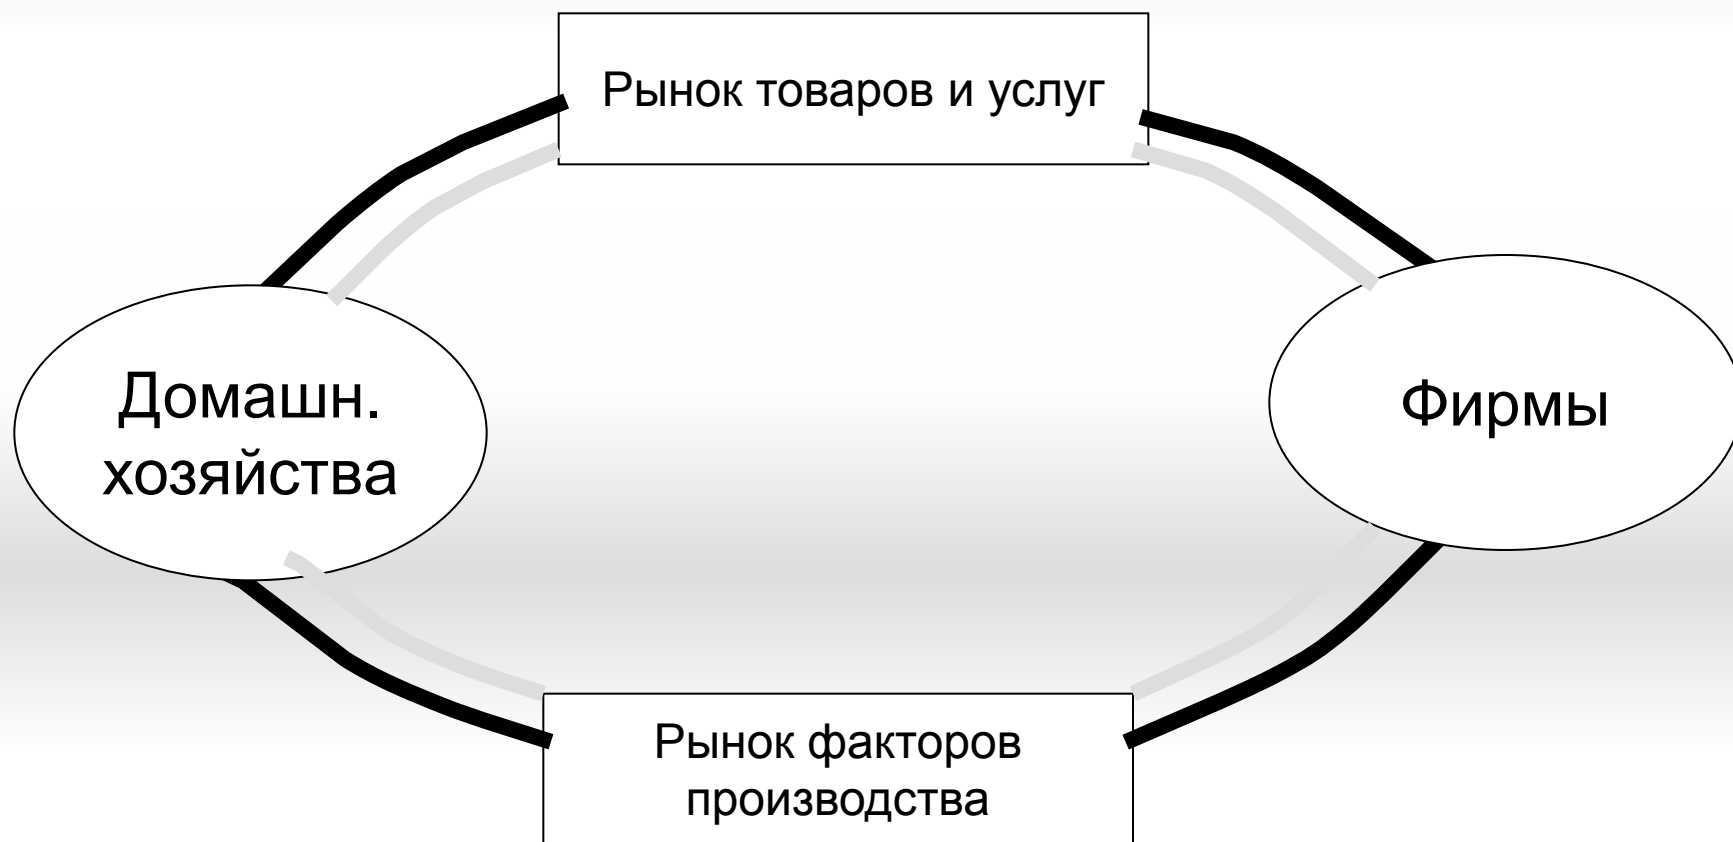 Рынок товаров и услуг
Домашн.
хозяйства
Фирмы
Рынок факторов
производства